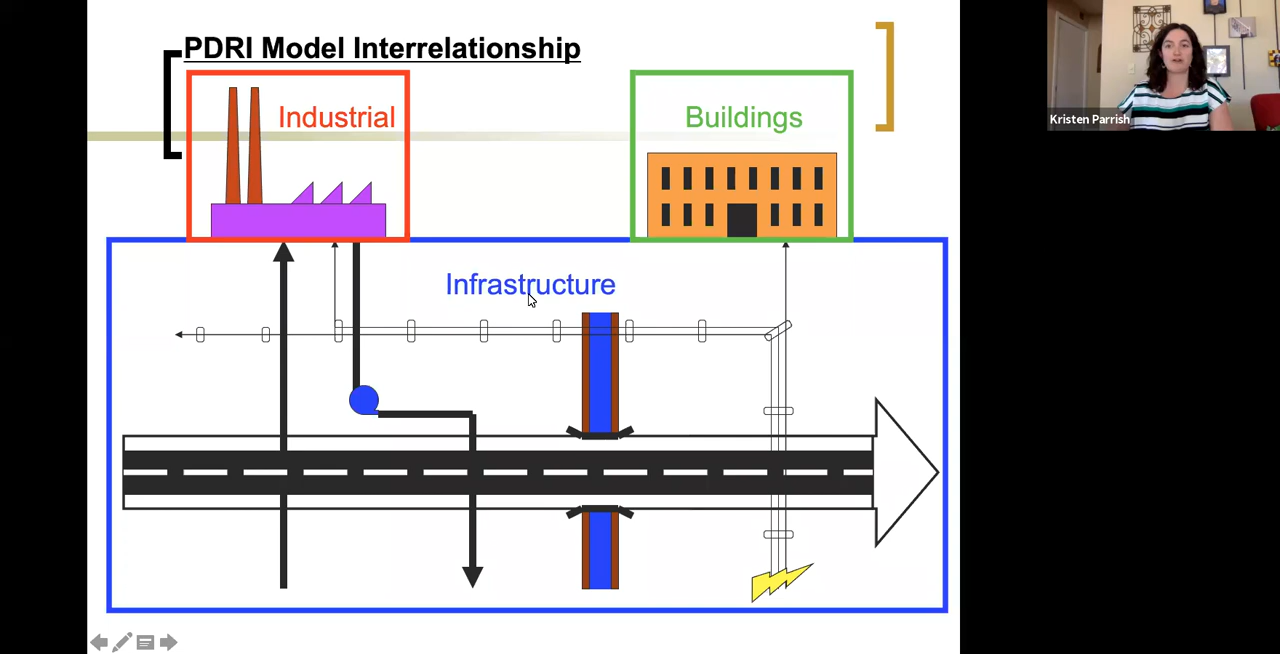 PDRI Model Interrelationship
Industrial
Buildings
Infrastructure
Kristen Parrish